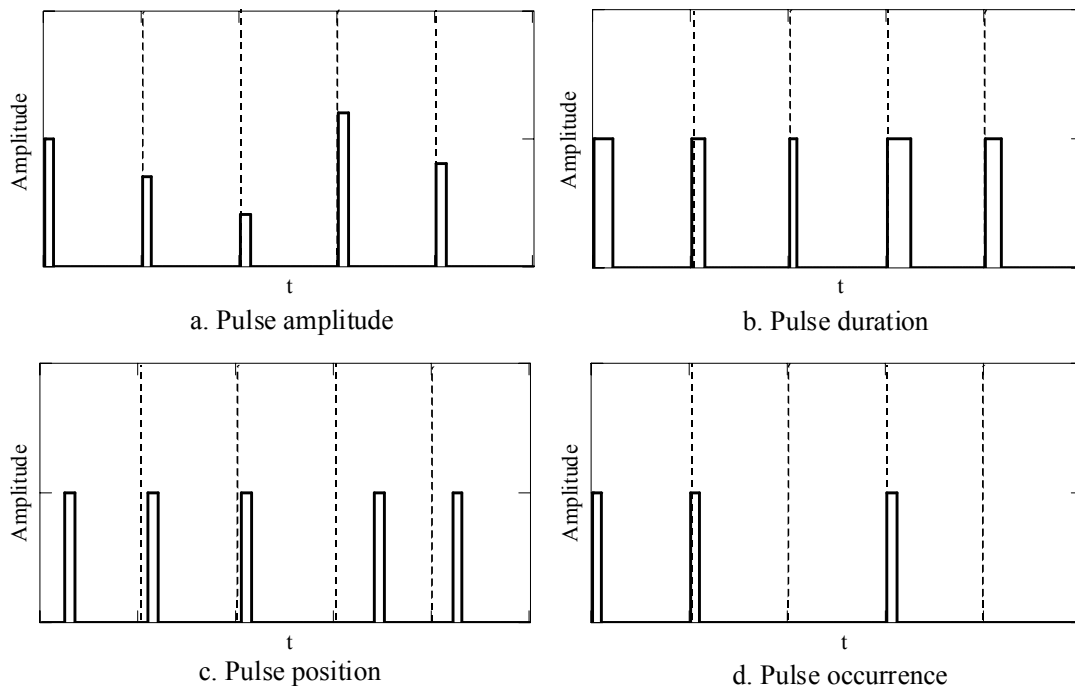 Amplitude
t
a. Pulse amplitude
Amplitude
t
b. Pulse duration
Amplitude
t
c. Pulse position
Amplitude
t
d. Pulse occurrence